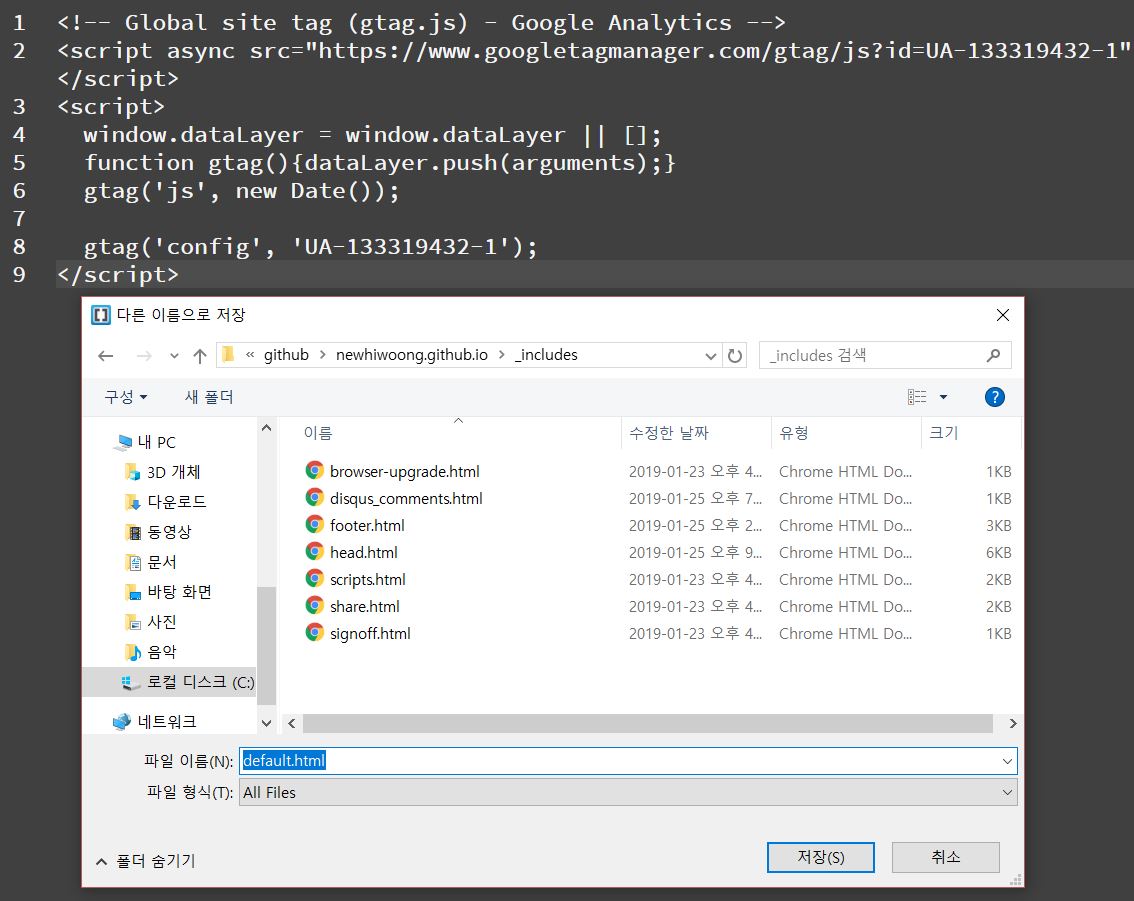 1 <!-- Global site tag (gtag.js) - Google Analytics -->
2 <script async src="https://www.googletagmanager.com/gtag/js?id=UA-133319432-1"
</script>
3 <script>
4 window.dataLayer = window.dataLayer || [];
5 function gtag(){dataLayer.push(arguments);}
6 gtag('js', new Date());
7
8 gtag('config', 'UA-133319432-1');
9 </script>
다른 이름으로 저장
« github > newhiwoong.github.io > _includes
_includes 검색
구성 새 폴더
이름 수정한 날짜 유형 크기
내 PC
3D 개체
다운로드
동영상
문서
바탕 화면
사진
음악
로컬 디스크 (C:)
네트워크
browser-upgrade.html 2019-01-23 오후 4... Chrome HTML Do... 1KB
disqus_comments.html 2019-01-25 오후 7... Chrome HTML Do... 1KB
footer.html 2019-01-25 오후 2... Chrome HTML Do... 3KB
head.html 2019-01-25 오후 9... Chrome HTML Do... 6KB
scripts.html 2019-01-23 오후 4... Chrome HTML Do... 2KB
share.html 2019-01-23 오후 4... Chrome HTML Do... 2KB
signoff.html 2019-01-23 오후 4... Chrome HTML Do... 1KB
파일 이름(N): default.html
파일 형식(T): All Files
폴더 숨기기
저장(S) 취소